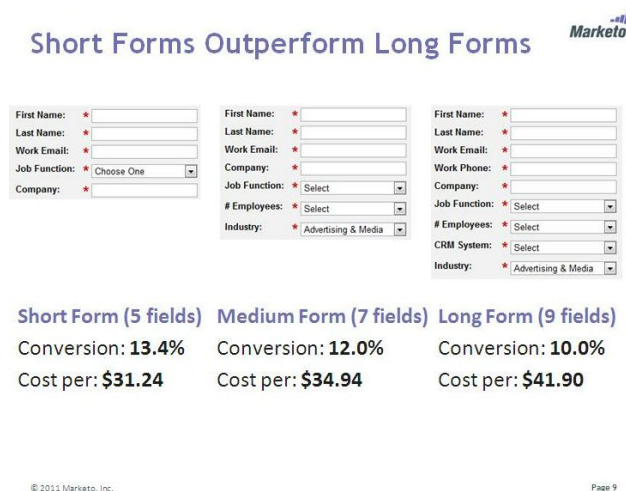 Short Forms Outperform Long Forms
Marketo
First Name: *
Last Name: *
Work Email: *
Job Function: * Choose One
Company: *
First Name: *
Last Name: *
Work Email: *
Company: *
Job Function: * Select
# Employees: * Select
Industry: * Advertising & Media
First Name: *
Last Name: *
Work Email: *
Work Phone: *
Company: *
Job Function: * Select
# Employees: * Select
CRM System: * Select
Industry: * Advertising & Media
Short Form (5 fields)
Conversion: 13.4%
Cost per: $31.24
Medium Form (7 fields)
Conversion: 12.0%
Cost per: $34.94
Long Form (9 fields)
Conversion: 10.0%
Cost per: $41.90
© 2011 Marketo, Inc.
Page 9